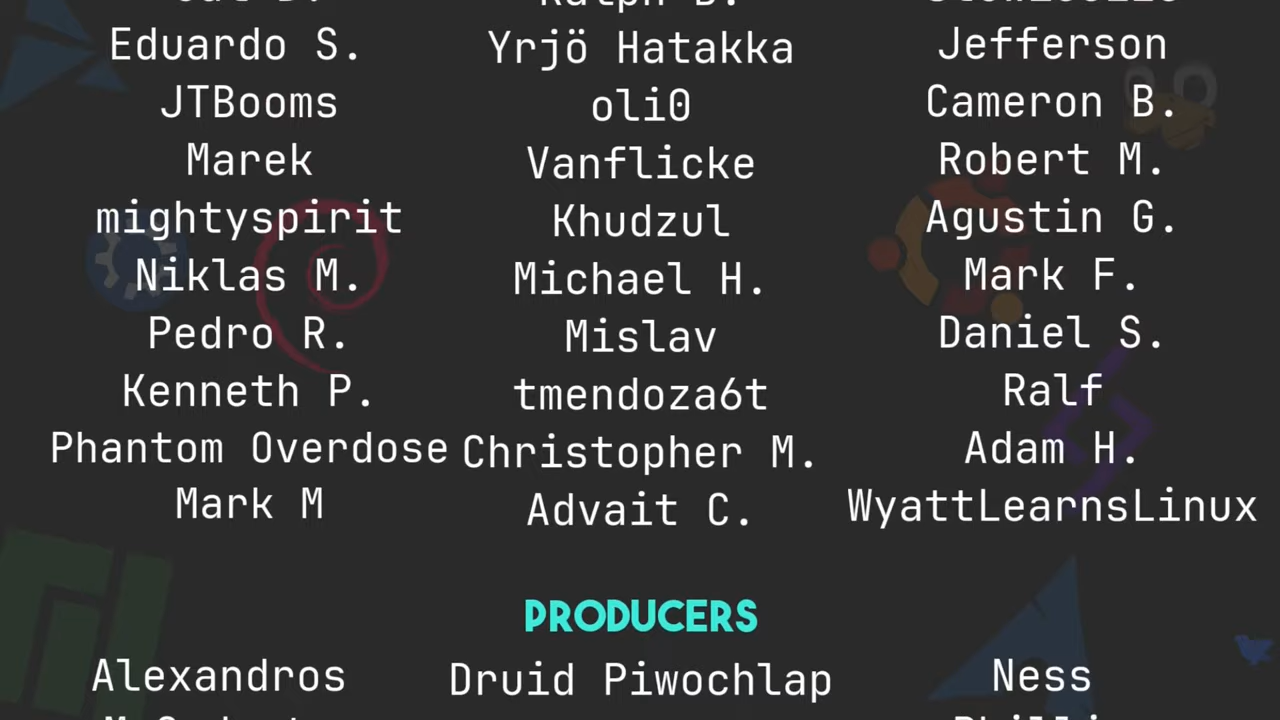 Eduardo S. Yrjö Hatakka Jefferson
JTBooms oli0 Cameron B.
Marek Vanflicke Robert M.
mightyspirit Khudzul Agustin G.
Niklas M. Michael H. Mark F.
Pedro R. Mislav Daniel S.
Kenneth P. tmendoza6t Ralf
Phantom Overdose Christopher M. Adam H.
Mark M Advait C. WyattLearnsLinux
PRODUCERS
Alexandros Druid Piwochlap Ness